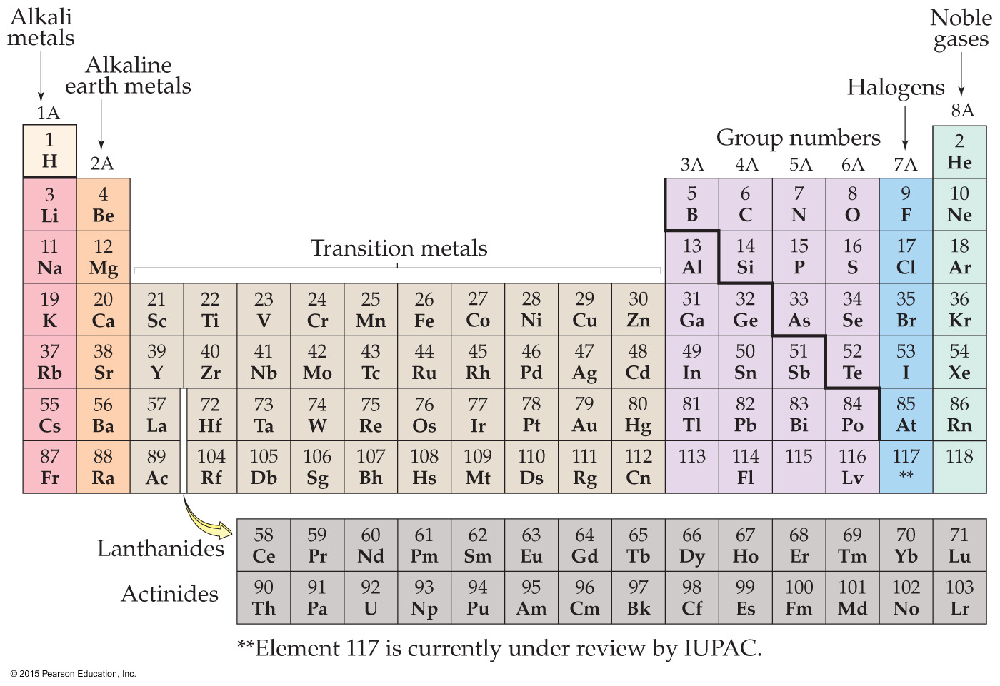 Alkali
metals
Noble
gases
Alkaline
earth metals
Halogens
1A
8A
Group numbers
2A
3A 4A 5A 6A 7A
1 2
H He
3 4 5 6 7 8 9 10
Li Be B C N O F Ne
Transition metals
11 12 13 14 15 16 17 18
Na Mg Al Si P S Cl Ar
19 20 21 22 23 24 25 26 27 28 29 30 31 32 33 34 35 36
K Ca Sc Ti V Cr Mn Fe Co Ni Cu Zn Ga Ge As Se Br Kr
37 38 39 40 41 42 43 44 45 46 47 48 49 50 51 52 53 54
Rb Sr Y Zr Nb Mo Tc Ru Rh Pd Ag Cd In Sn Sb Te I Xe
55 56 57 72 73 74 75 76 77 78 79 80 81 82 83 84 85 86
Cs Ba La Hf Ta W Re Os Ir Pt Au Hg Tl Pb Bi Po At Rn
87 88 89 104 105 106 107 108 109 110 111 112 113 114 115 116 117 118
Fr Ra Ac Rf Db Sg Bh Hs Mt Ds Rg Cn Fl Lv **
Lanthanides
58 59 60 61 62 63 64 65 66 67 68 69 70 71
Ce Pr Nd Pm Sm Eu Gd Tb Dy Ho Er Tm Yb Lu
Actinides
90 91 92 93 94 95 96 97 98 99 100 101 102 103
Th Pa U Np Pu Am Cm Bk Cf Es Fm Md No Lr
**Element 117 is currently under review by IUPAC.
© 2015 Pearson Education, Inc.